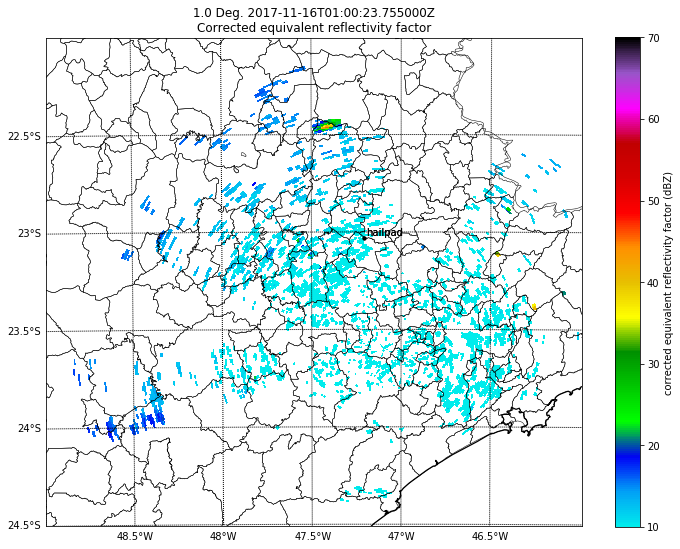 1.0 Deg. 2017-11-16T01:00:23.755000Z
Corrected equivalent reflectivity factor
22.5°S
23°S
23.5°S
24°S
24.5°S
48.5°W
48°W
47.5°W
47°W
46.5°W
hailpad
70
60
50
40
30
20
10
corrected equivalent reflectivity factor (dBZ)